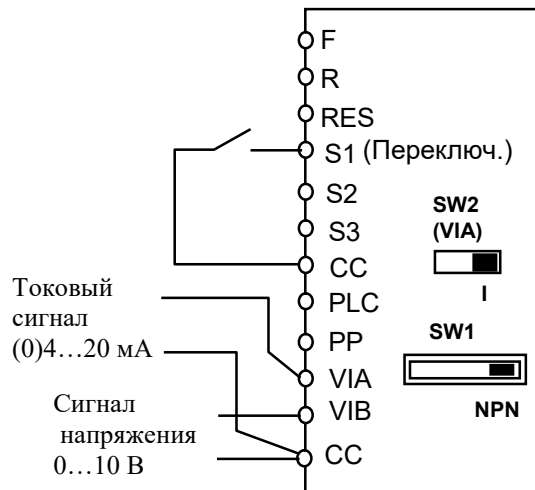 F
R
RES
S1 (Переключ.)
S2
S3
CC
PLC
PP
VIA
VIB
CC
SW2
(VIA)
I
SW1
NPN
Токовый
сигнал
(0)4…20 мА
Сигнал
напряжения
0…10 В